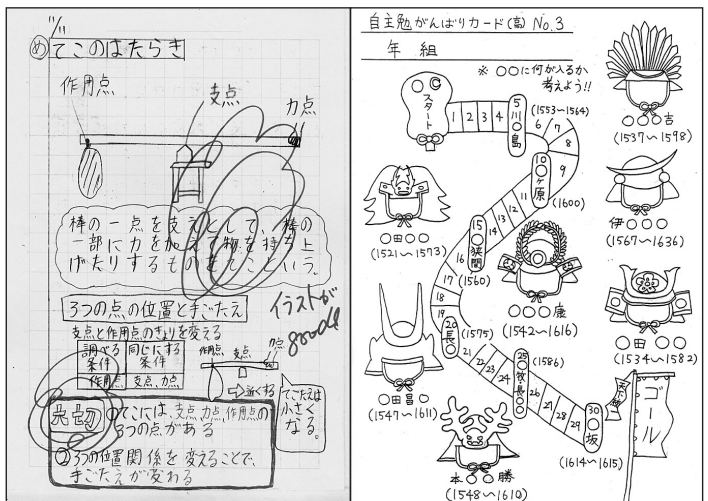 11/11
め てこのはたらき
作用点
支点
力点
棒の一点を支えとして、棒の
一部に力を加えて物を持ち上
げたりするものをてこという。
3つの点の位置と手ごたえ
支点と作用点のきょりを変える
調べる条件
同じにする条件
作用点
支点、力点
作用点
支点
力点
⇨近くする
てごたえは
小さく
なる。
イラストが
good!
大切
①てこには、支点、力点、作用点の
3つの点がある
②3つの位置関係を変えることで、
手ごたえが変わる
自主勉がんばりカード(高) No.3
年 組
※ ○○に何が入るか
考えよう!!
スタート
1
2
3
4
5
川○島
(1553〜1564)
6
7
8
9
10
○ヶ原
(1600)
11
12
13
14
15
○狭間
(1560)
16
17
18
19
20
長○
(1575)
21
22
23
24
25
(1586)
26
27
28
29
30
○坂
(1614〜1615)
天下統一
ゴール
○○○吉
(1537〜1598)
伊○○○
(1567〜1636)
○田○○
(1521〜1573)
○○○康
(1542〜1616)
○田○○
(1534〜1582)
○田昌○
(1547〜1611)
本○○勝
(1548〜1610)